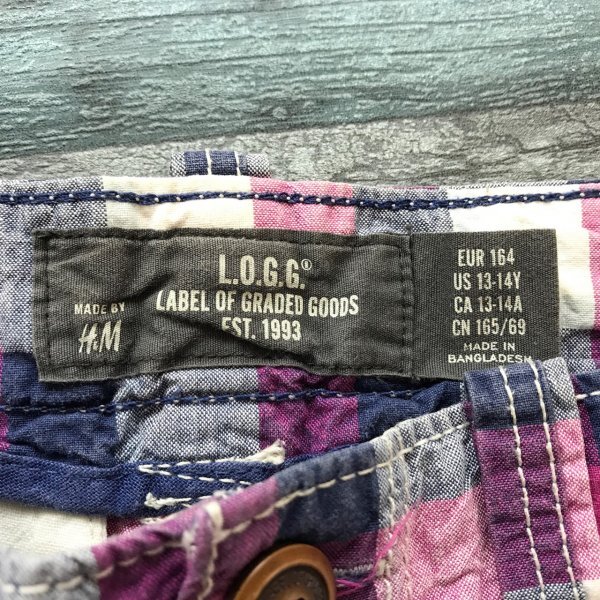 MADE BY
H&M
L.O.G.G.®
LABEL OF GRADED GOODS
EST. 1993
EUR 164
US 13-14Y
CA 13-14A
CN 165/69
MADE IN
BANGLADESH